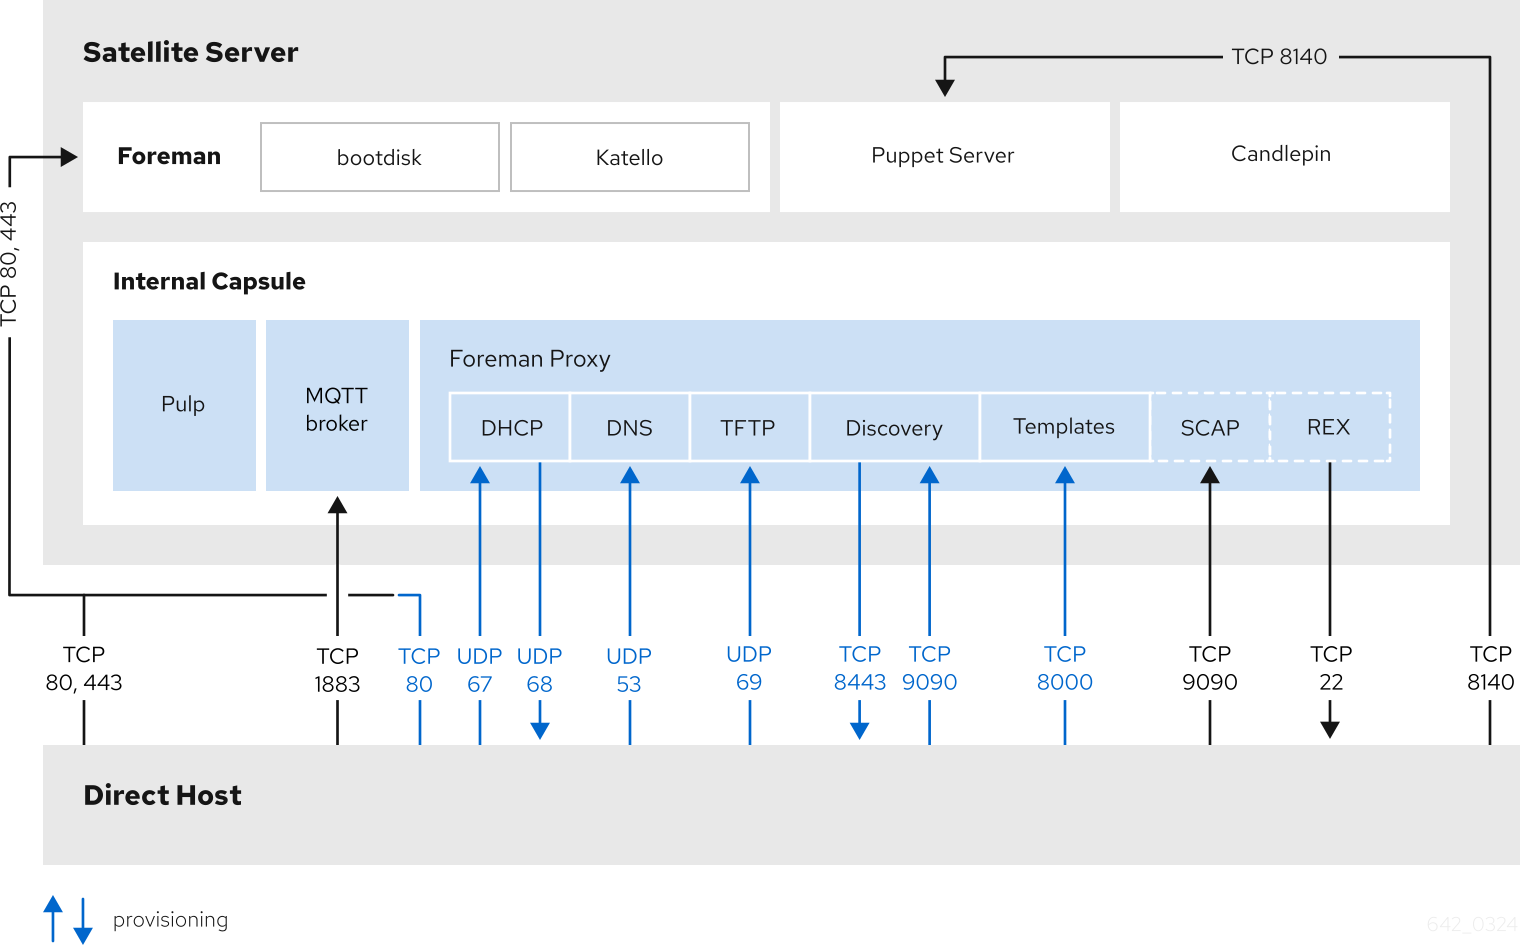 Satellite Server
TCP 8140
Foreman
bootdisk
Katello
Puppet Server
Candlepin
TCP 80, 443
Internal Capsule
Pulp
MQTT
broker
Foreman Proxy
DHCP
DNS
TFTP
Discovery
Templates
SCAP
REX
TCP
80, 443
TCP
1883
TCP
80
UDP
67
UDP
68
UDP
53
UDP
69
TCP
8443
TCP
9090
TCP
8000
TCP
9090
TCP
22
TCP
8140
Direct Host
provisioning
642_0324